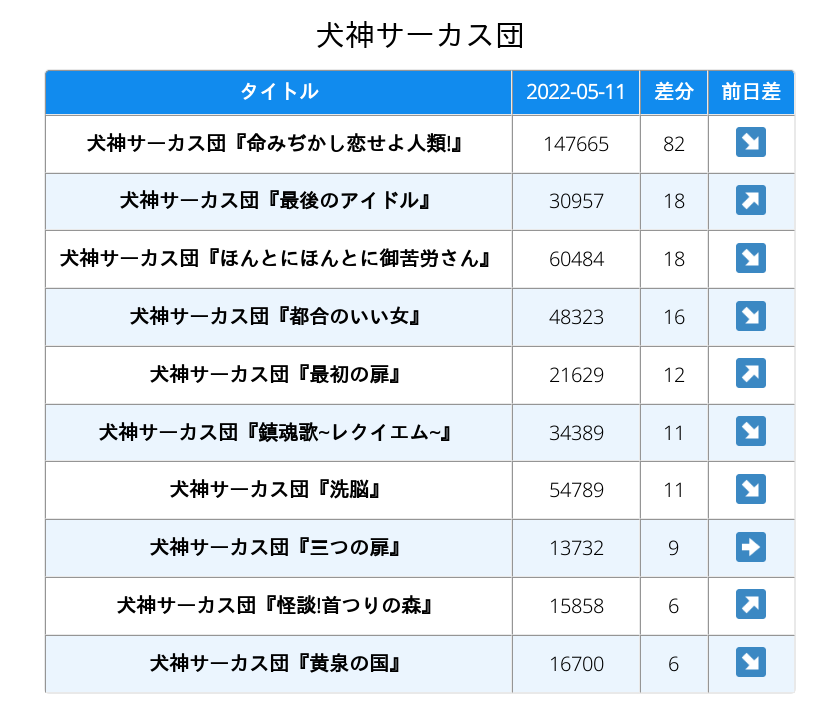 犬神サーカス団
タイトル 2022-05-11 差分 前日差
犬神サーカス団『命みぢかし恋せよ人類!』 147665 82 ↘
犬神サーカス団『最後のアイドル』 30957 18 ↗
犬神サーカス団『ほんとにほんとに御苦労さん』 60484 18 ↘
犬神サーカス団『都合のいい女』 48323 16 ↘
犬神サーカス団『最初の扉』 21629 12 ↗
犬神サーカス団『鎮魂歌~レクイエム~』 34389 11 ↘
犬神サーカス団『洗脳』 54789 11 ↘
犬神サーカス団『三つの扉』 13732 9 ➡
犬神サーカス団『怪談!首つりの森』 15858 6 ↗
犬神サーカス団『黄泉の国』 16700 6 ↘